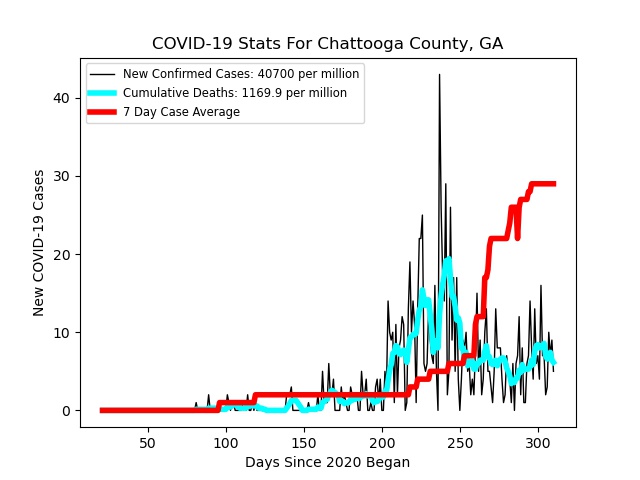 COVID-19 Stats For Chattooga County, GA
New Confirmed Cases: 40700 per million
Cumulative Deaths: 1169.9 per million
7 Day Case Average
New COVID-19 Cases
40
30
20
10
0
50 100 150 200 250 300
Days Since 2020 Began